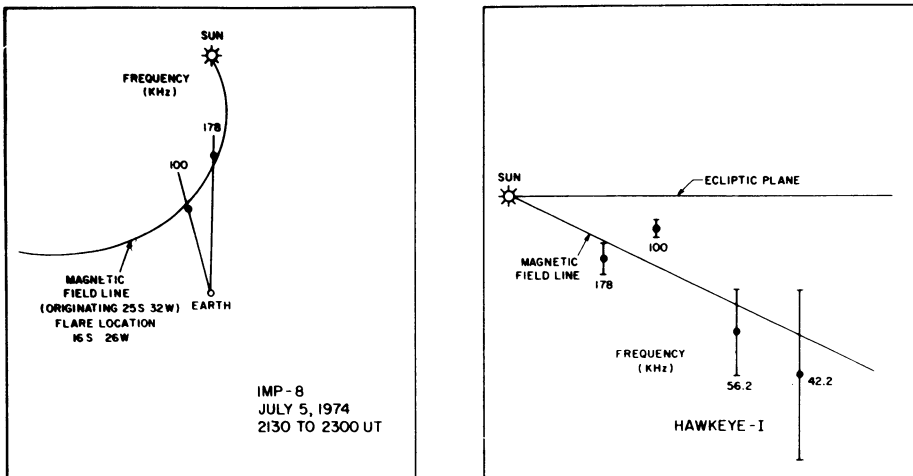 SUN
FREQUENCY
(KHz)
178
100
MAGNETIC
FIELD LINE
(ORIGINATING 25S 32W)
FLARE LOCATION
16S 26W
EARTH
IMP-8
JULY 5, 1974
2130 TO 2300 UT
SUN
ECLIPTIC PLANE
100
MAGNETIC
FIELD LINE
178
FREQUENCY
(KHz)
56.2
42.2
HAWKEYE-I